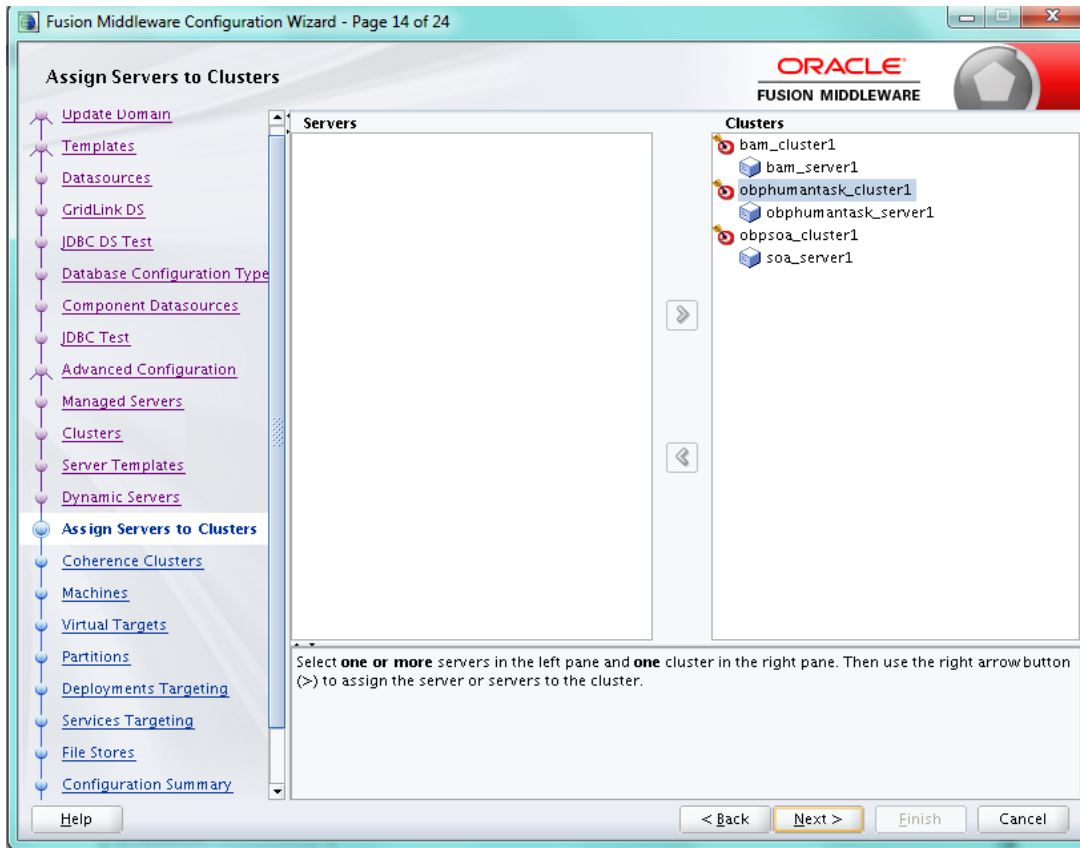 Fusion Middleware Configuration Wizard - Page 14 of 24
Assign Servers to Clusters
ORACLE
FUSION MIDDLEWARE
Update Domain
Templates
Datasources
GridLink DS
JDBC DS Test
Database Configuration Type
Component Datasources
JDBC Test
Advanced Configuration
Managed Servers
Clusters
Server Templates
Dynamic Servers
Assign Servers to Clusters
Coherence Clusters
Machines
Virtual Targets
Partitions
Deployments Targeting
Services Targeting
File Stores
Configuration Summary
Servers
Clusters
bam_cluster1
bam_server1
obphumantask_cluster1
obphumantask_server1
obpsoa_cluster1
soa_server1
Select one or more servers in the left pane and one cluster in the right pane. Then use the right arrow button
(>) to assign the server or servers to the cluster.
Help
< Back
Next >
Finish
Cancel